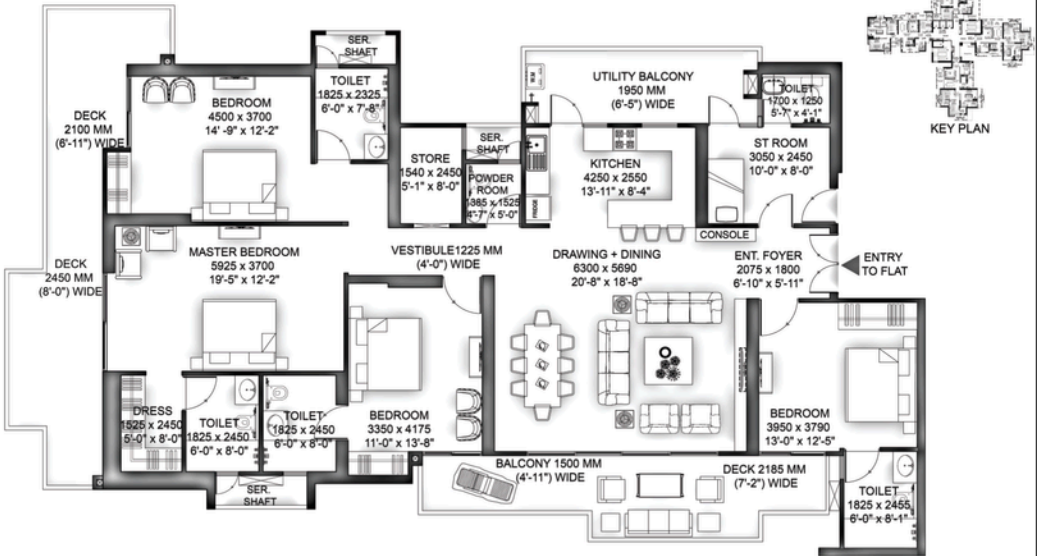 SER.
SHAFT
TOILET
1825 x 2325
6'-0" x 7'-8"
BEDROOM
4500 x 3700
14' -9" x 12'-2"
DECK
2100 MM
(6'-11") WIDE
UTILITY BALCONY
1950 MM
(6'-5") WIDE
W.M
TOILET
1700 x 1250
5'-7" x 4'-1"
KEY PLAN
STORE
1540 x 2450
5'-1" x 8'-0"
SER.
SHAFT
POWDER
ROOM
1385 x 1525
4'-7" x 5'-0"
KITCHEN
4250 x 2550
13'-11" x 8'-4"
FRIDGE
ST ROOM
3050 x 2450
10'-0" x 8'-0"
CONSOLE
DECK
2450 MM
(8'-0") WIDE
MASTER BEDROOM
5925 x 3700
19'-5" x 12'-2"
VESTIBULE1225 MM
(4'-0") WIDE
DRAWING + DINING
6300 x 5690
20'-8" x 18'-8"
ENT. FOYER
2075 x 1800
6'-10" x 5'-11"
ENTRY
TO FLAT
DRESS
1525 x 2450
5'-0" x 8'-0"
TOILET
1825 x 2450
6'-0" x 8'-0"
TOILET
1825 x 2450
6'-0" x 8'-0"
BEDROOM
3350 x 4175
11'-0" x 13'-8"
BEDROOM
3950 x 3790
13'-0" x 12'-5"
SER.
SHAFT
BALCONY 1500 MM
(4'-11") WIDE
DECK 2185 MM
(7'-2") WIDE
TOILET
1825 x 2455
6'-0" x 8'-1"